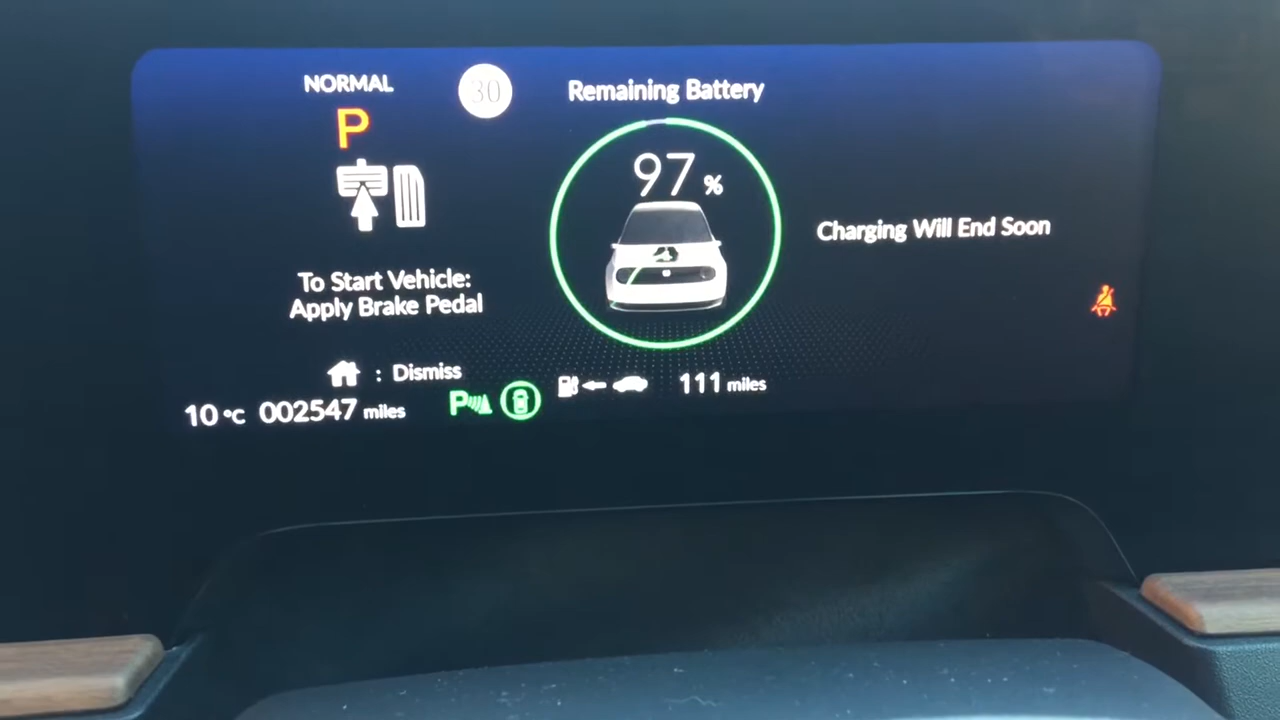 NORMAL
30
Remaining Battery
P
97 %
Charging Will End Soon
To Start Vehicle:
Apply Brake Pedal
: Dismiss
111 miles
10 °C 002547 miles
P